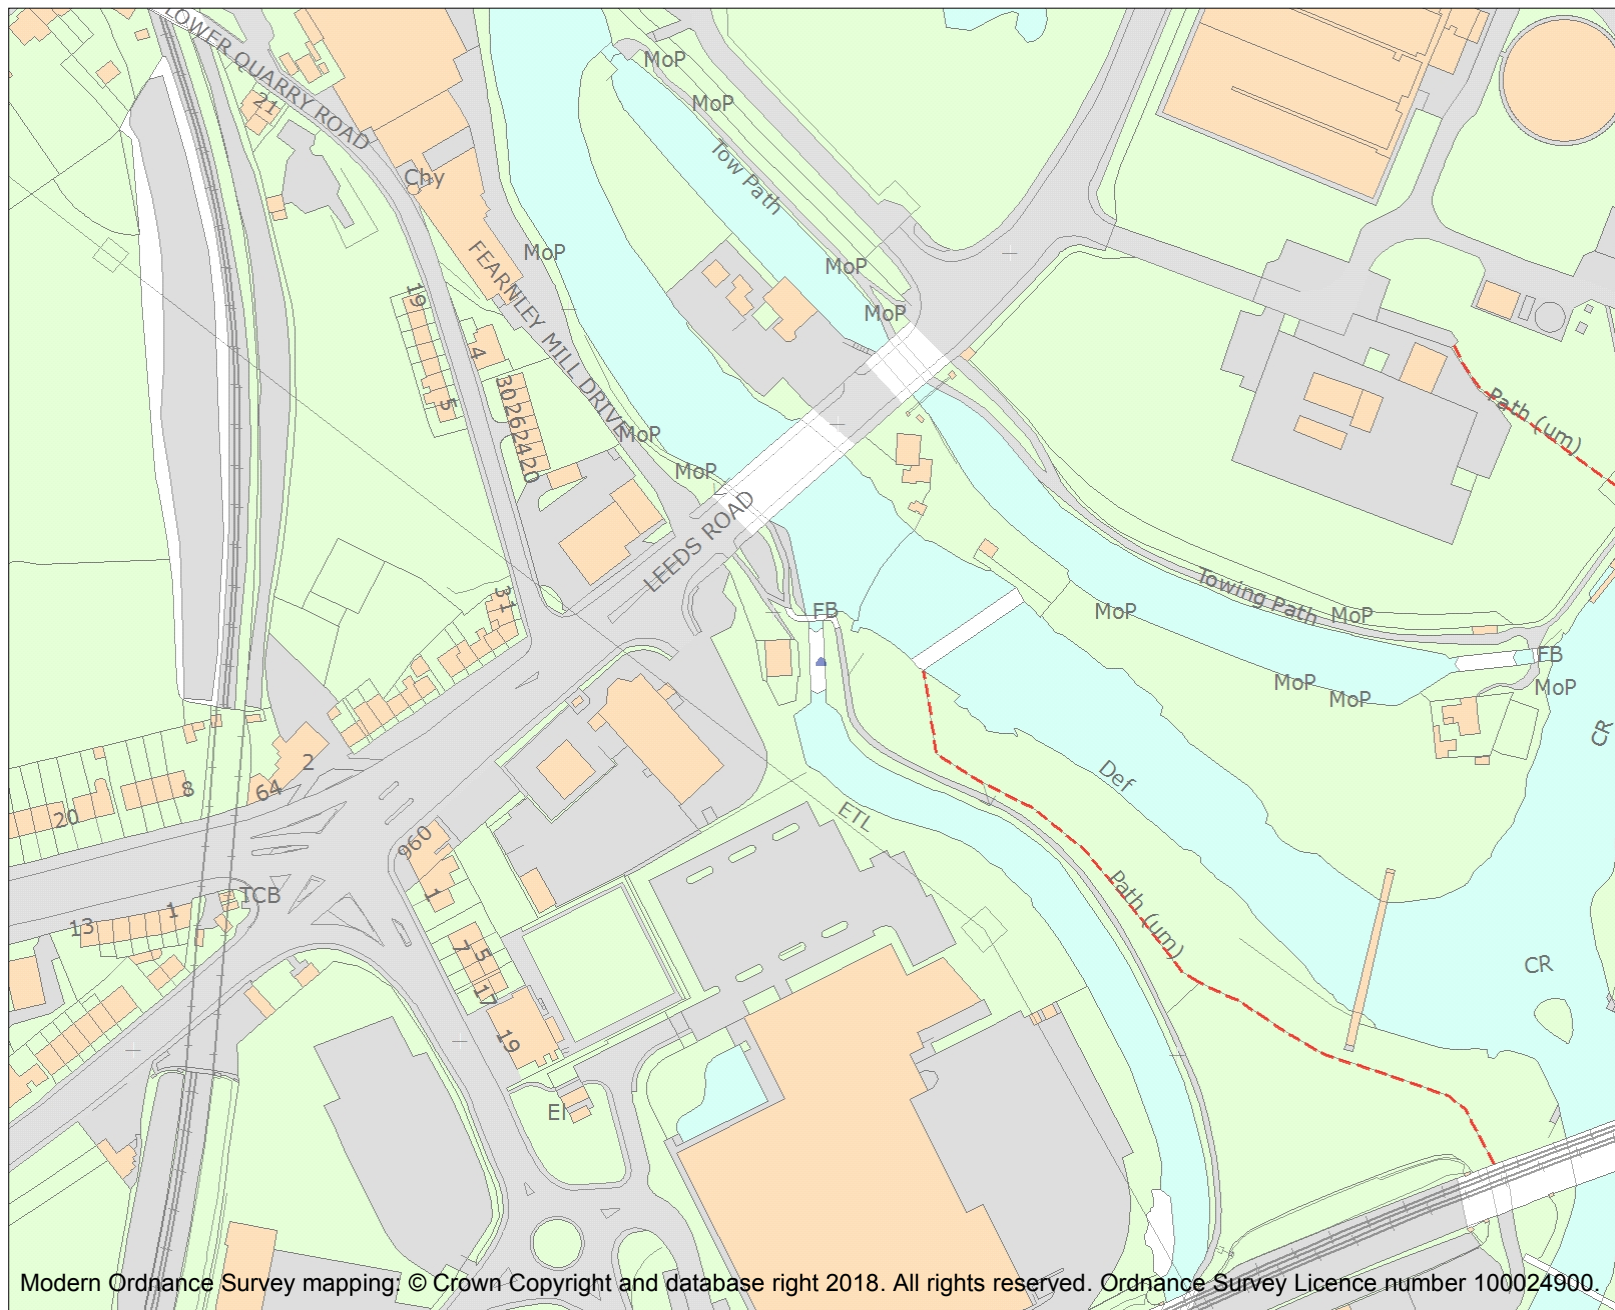 LOWER QUARRY ROAD
MoP
MoP
21
Tow Path
Chy
FEARNLEY MILL DRIVE
MoP
MoP
MoP
19
4
5
30
26
24
20
MoP
MoP
Path (um)
LEEDS ROAD
31
FB
Towing Path
MoP
MoP
FB
MoP
MoP
MoP
CR
2
64
8
20
Def
ETL
960
1
Path (um)
TCB
1
13
7
5
17
19
CR
El
Modern Ordnance Survey mapping: © Crown Copyright and database right 2018. All rights reserved. Ordnance Survey Licence number 100024900.